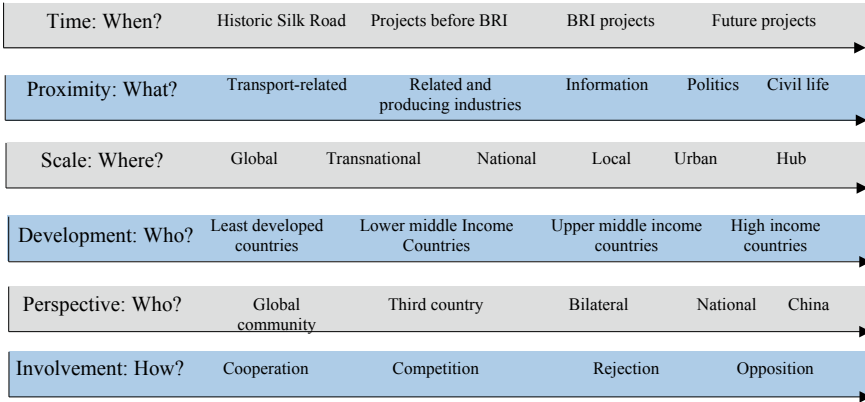 Time: When? Historic Silk Road Projects before BRI BRI projects Future projects
Proximity: What? Transport-related Related and producing industries Information Politics Civil life
Scale: Where? Global Transnational National Local Urban Hub
Development: Who? Least developed countries Lower middle Income Countries Upper middle income countries High income countries
Perspective: Who? Global community Third country Bilateral National China
Involvement: How? Cooperation Competition Rejection Opposition